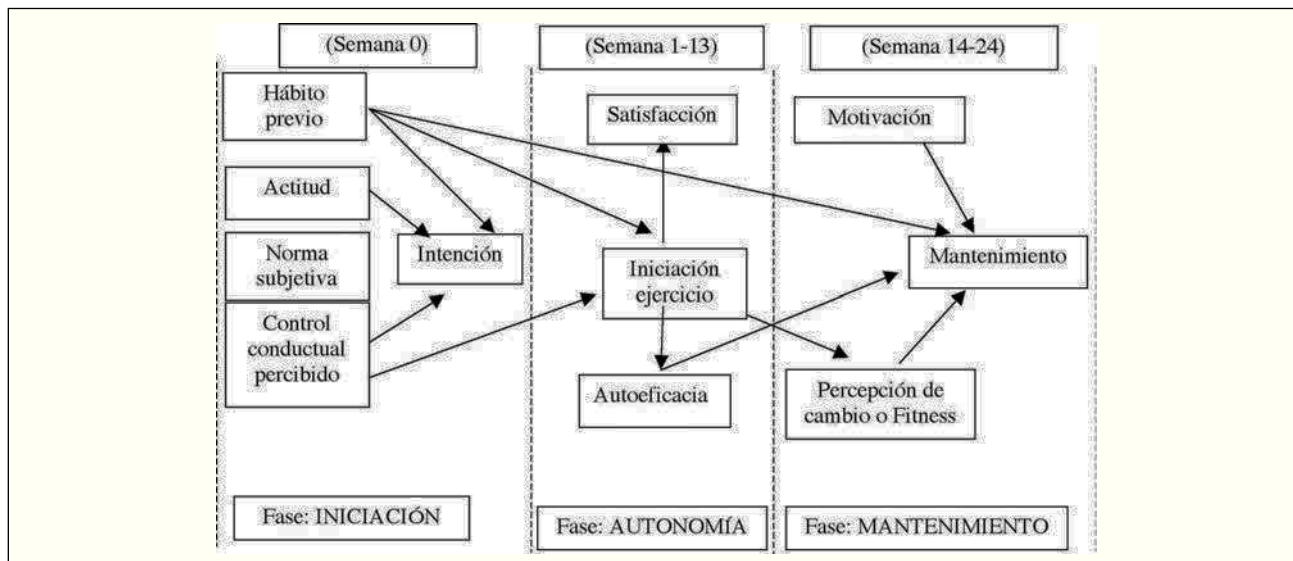 (Semana 0)
(Semana 1-13)
(Semana 14-24)
Hábito
previo
Satisfacción
Motivación
Actitud
Norma
subjetiva
Intención
Iniciación
ejercicio
Mantenimiento
Control
conductual
percibido
Autoeficacia
Percepción de
cambio o Fitness
Fase: INICIACIÓN
Fase: AUTONOMÍA
Fase: MANTENIMIENTO